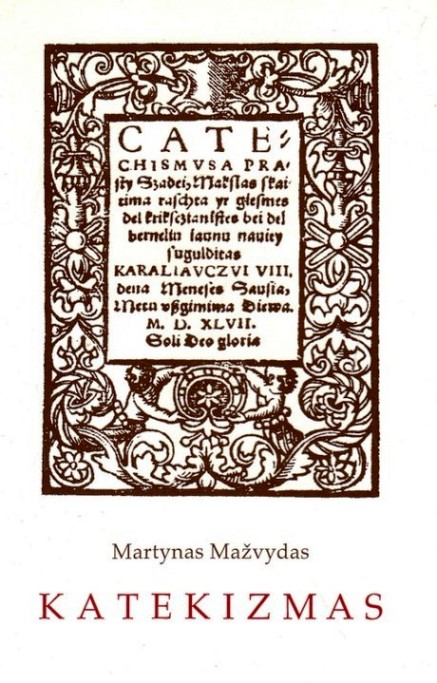 CATE⸗
CHISMVSA PRA⸗
sty Szadei, Makslas skai⸗
tima raschta yr giesmes
del kriksczianistes bei del
berneliu iaunu nauiey
sugulditas
KARALIAVCZVI VIII.
dena Meneses Sausia,
Metu vßgimima Diewa.
M. D. XLVII.
Soli Deo gloria
Martynas Mažvydas
KATEKIZMAS